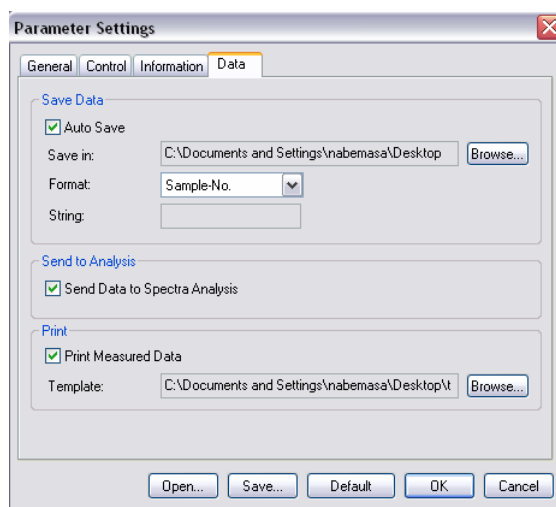 Parameter Settings
General Control Information Data
Save Data
Auto Save
Save in: C:\Documents and Settings\nabemasa\Desktop Browse...
Format: Sample-No.
String:
Send to Analysis
Send Data to Spectra Analysis
Print
Print Measured Data
Template: C:\Documents and Settings\nabemasa\Desktop\t Browse...
Open... Save... Default OK Cancel